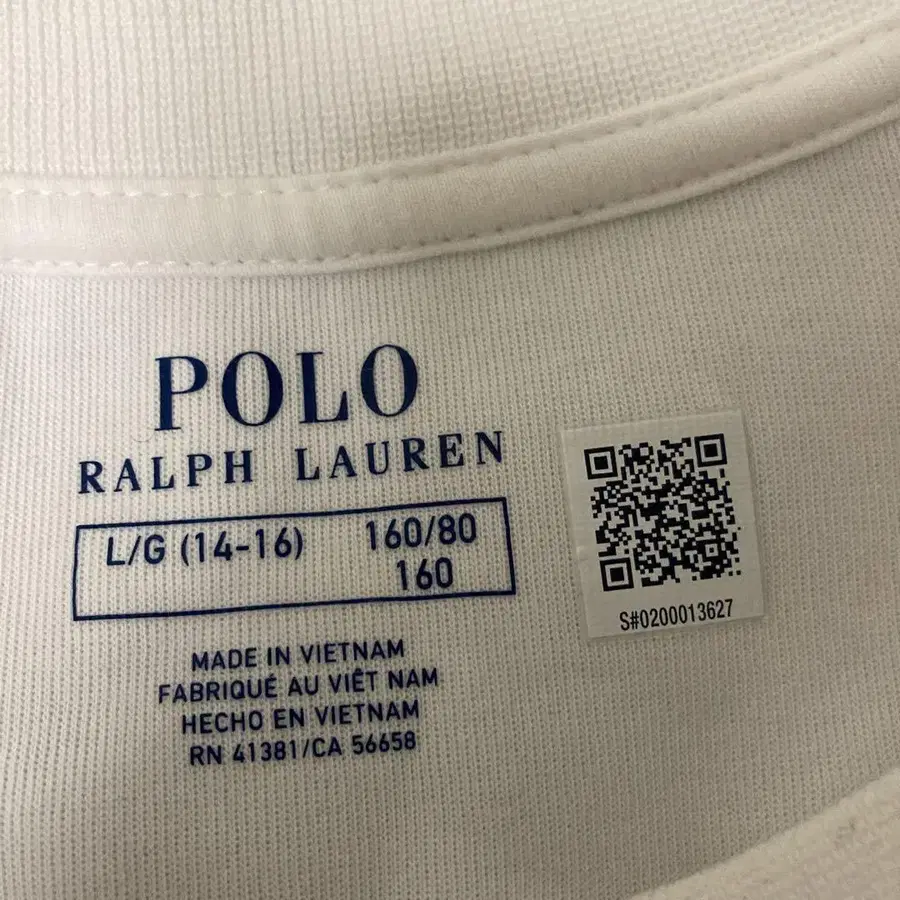 POLO
RALPH LAUREN
L/G (14-16) 160/80
160
MADE IN VIETNAM
FABRIQUÉ AU VIÊT NAM
HECHO EN VIETNAM
RN 41381/CA 56658
S#0200013627